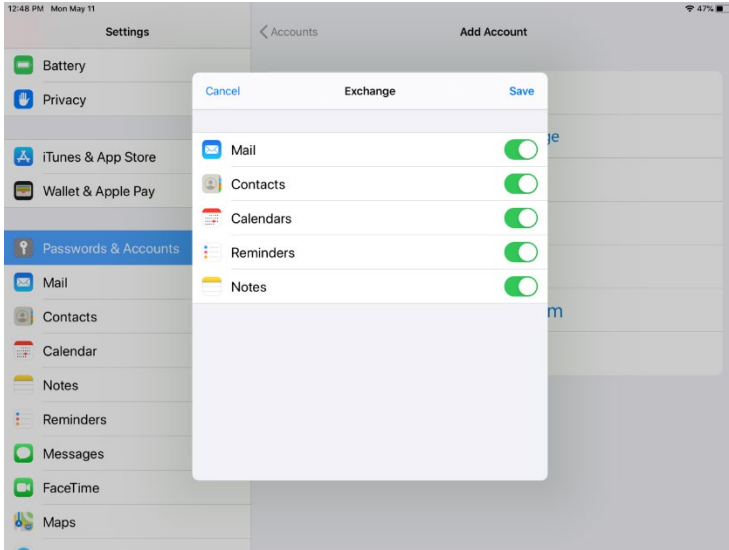 12:48 PM Mon May 11
47%
Settings
Accounts
Add Account
Battery
Privacy
iTunes & App Store
Wallet & Apple Pay
Passwords & Accounts
Mail
Contacts
Calendar
Notes
Reminders
Messages
FaceTime
Maps
Cancel
Exchange
Save
Mail
Contacts
Calendars
Reminders
Notes
ge
m